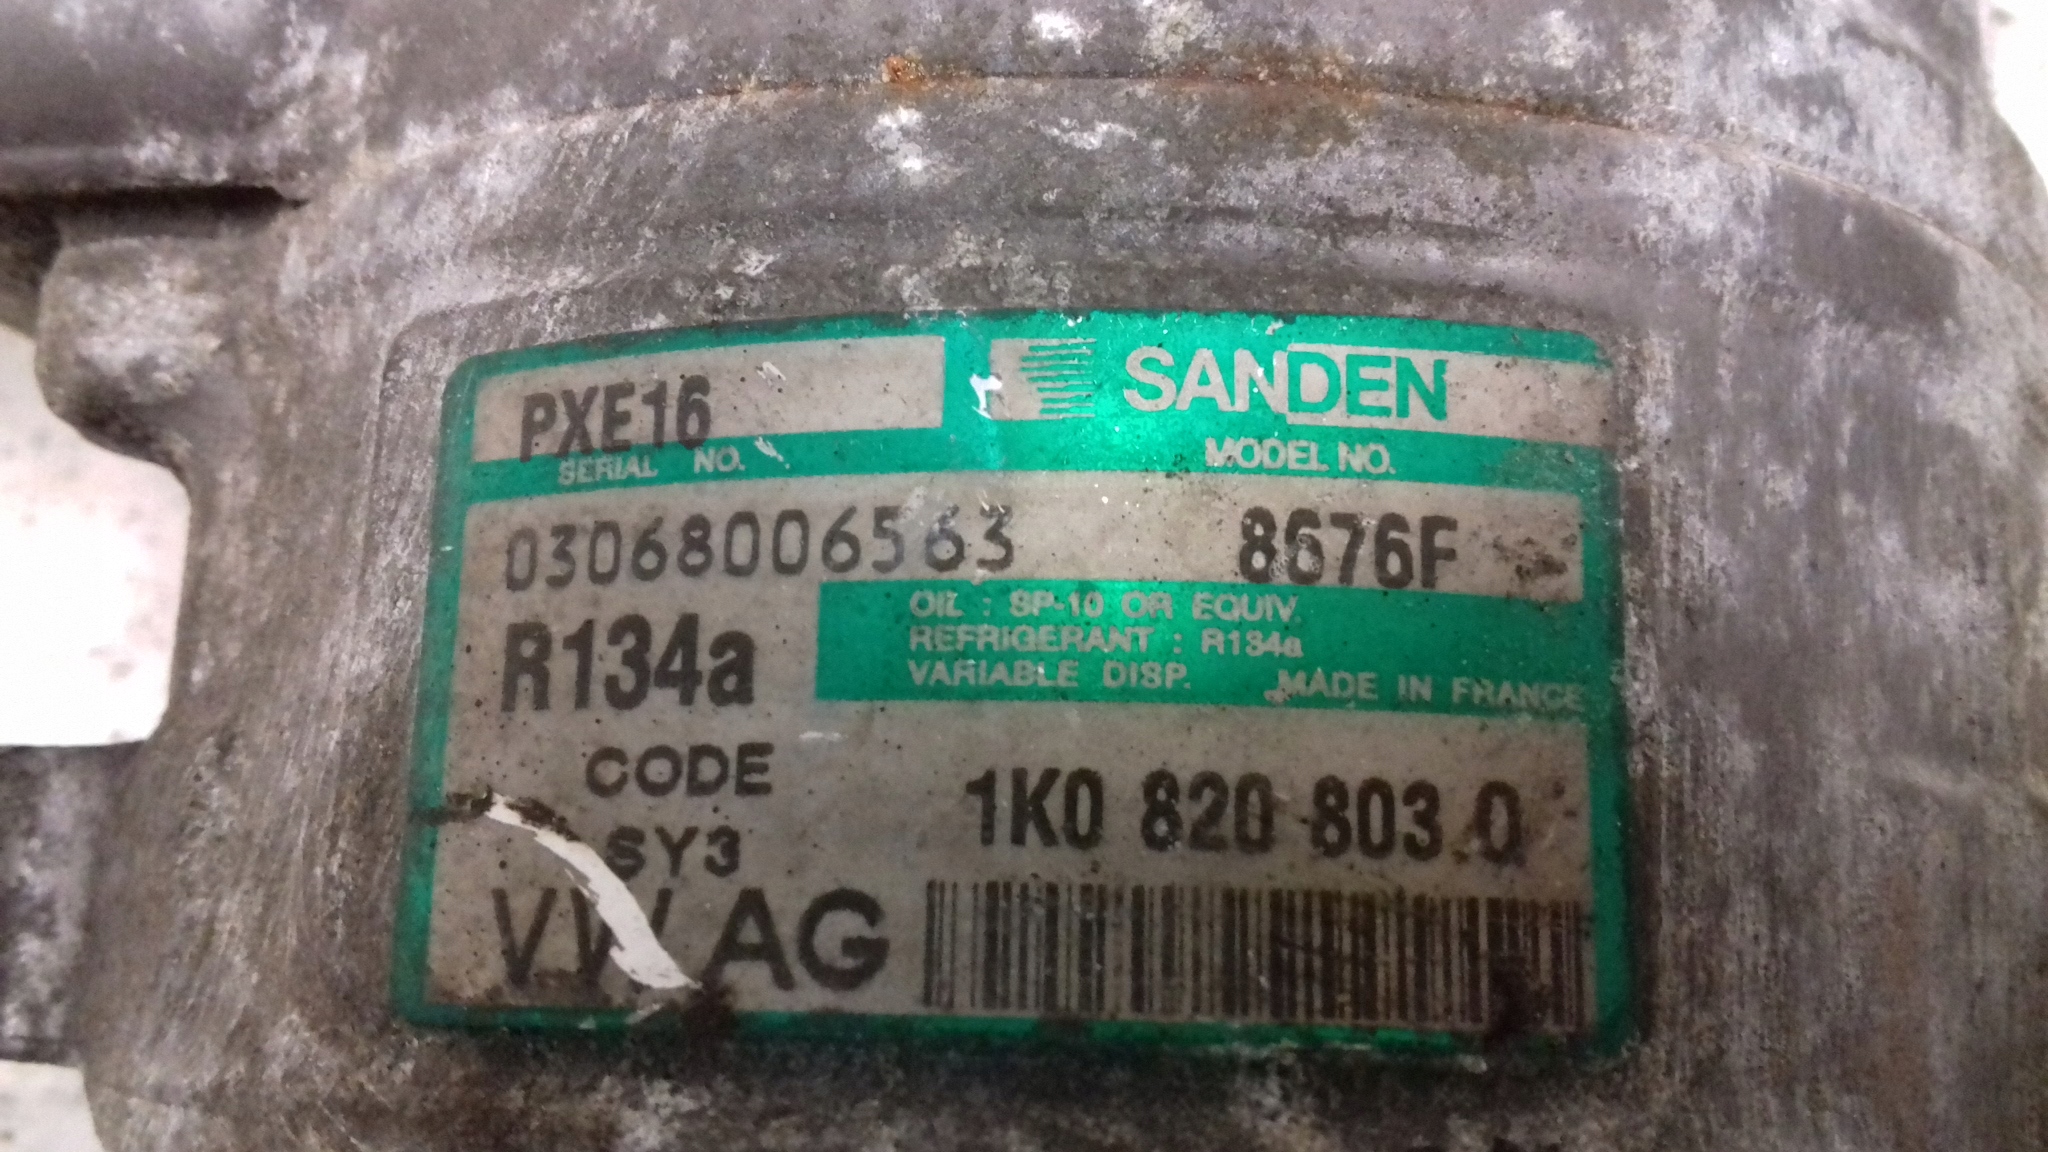 PXE16 SANDEN
SERIAL NO. MODEL NO.
03068006563 8676F
OIL : SP-10 OR EQUIV.
REFRIGERANT : R134a
R134a
VARIABLE DISP. MADE IN FRANCE
CODE
1K0 820 803 Q
SY3
VW AG